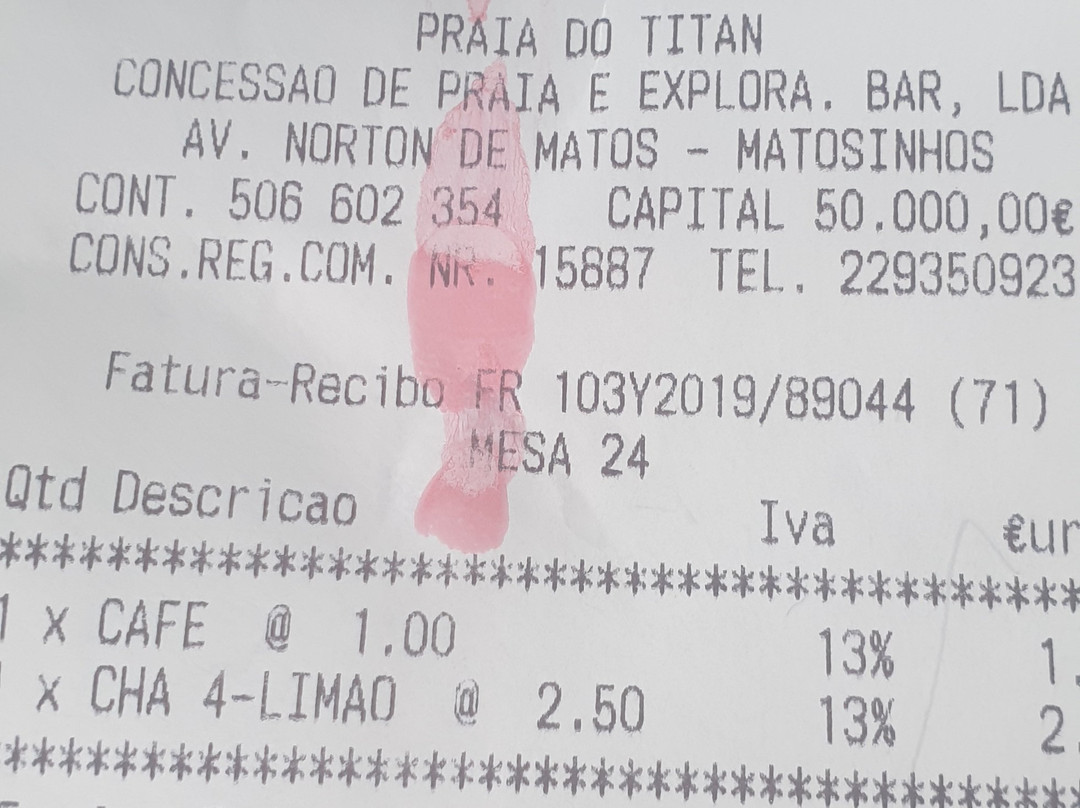 PRAIA DO TITAN
CONCESSAO DE PRAIA E EXPLORA. BAR, LDA
AV. NORTON DE MATOS - MATOSINHOS
CONT. 506 602 354 CAPITAL 50.000,00€
CONS.REG.COM. NR. 15887 TEL. 229350923
Fatura-Recibo FR 103Y2019/89044 (71)
MESA 24
Qtd Descricao Iva €ur
**************************************
1 x CAFE @ 1.00 13% 1.
x CHA 4-LIMAO @ 2.50 13% 2.
**************************************